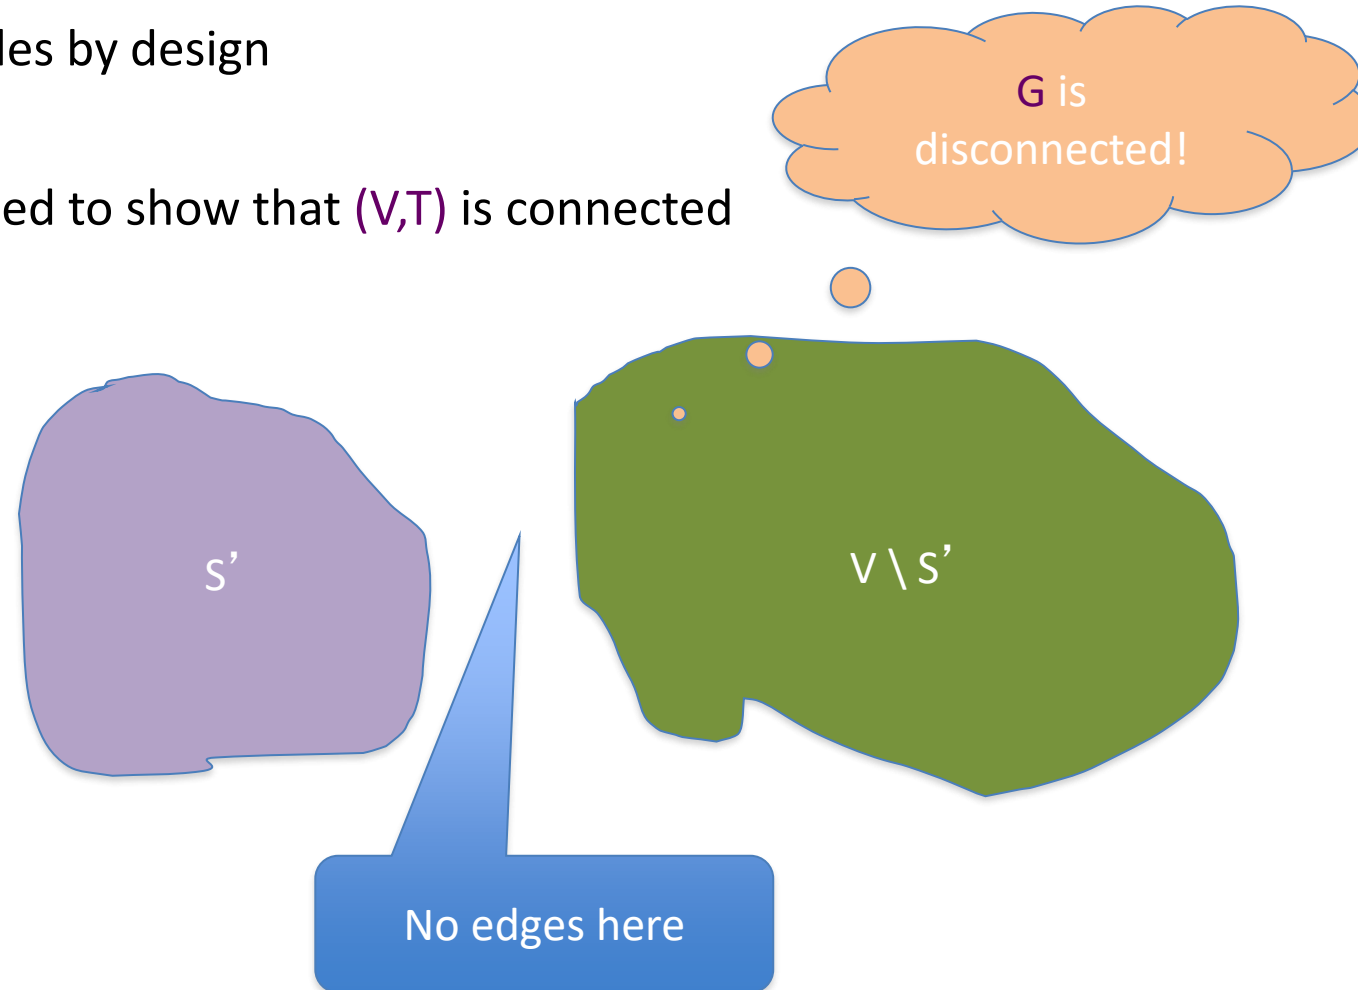 les by design
G is
disconnected!
ed to show that (V,T) is connected
S’
V \ S’
No edges here